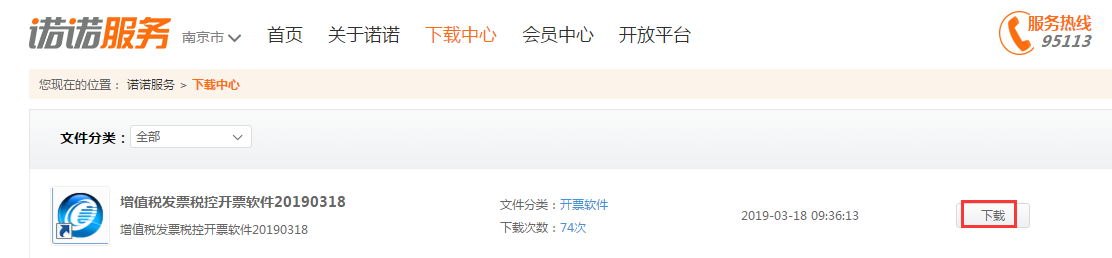 诺诺服务 南京市 首页 关于诺诺 下载中心 会员中心 开放平台 服务热线
95113
您现在的位置： 诺诺服务 > 下载中心
文件分类： 全部
增值税发票税控开票软件20190318
增值税发票税控开票软件20190318
文件分类：开票软件
下载次数：74次
2019-03-18 09:36:13
下载